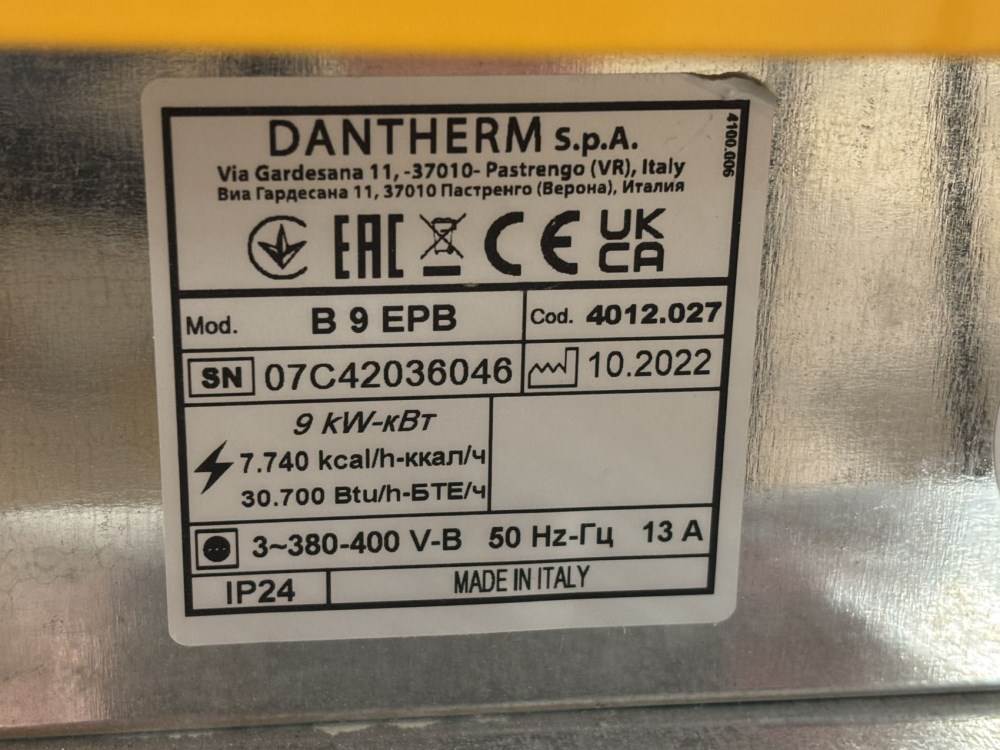 DANTHERM S.p.A.
4100.006
Via Gardesana 11, -37010- Pastrengo (VR), Italy
Виа Гардесана 11, 37010 Пастренго (Верона), Италия
EAC CE UK CA
Mod. B 9 EPB Cod. 4012.027
SN 07C42036046 10.2022
9 kW-кВт
7.740 kcal/h-ккал/ч
30.700 Btu/h-БТЕ/ч
3~380-400 V-В 50 Hz-Гц 13 A
IP24 MADE IN ITALY